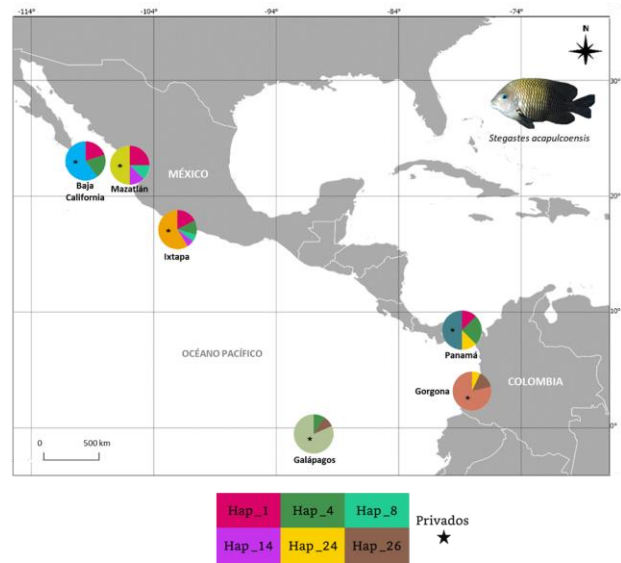 -114°
-104°
-94°
-84°
-74°
N
30°
Stegastes acapulcoensis
MÉXICO
Baja
California
Mazatlán
20°
Ixtapa
10°
OCÉANO PACÍFICO
Panamá
COLOMBIA
Gorgona
0°
0 500 km
Galápagos
Hap_1 Hap_4 Hap_8
Privados
Hap_14 Hap_24 Hap_26